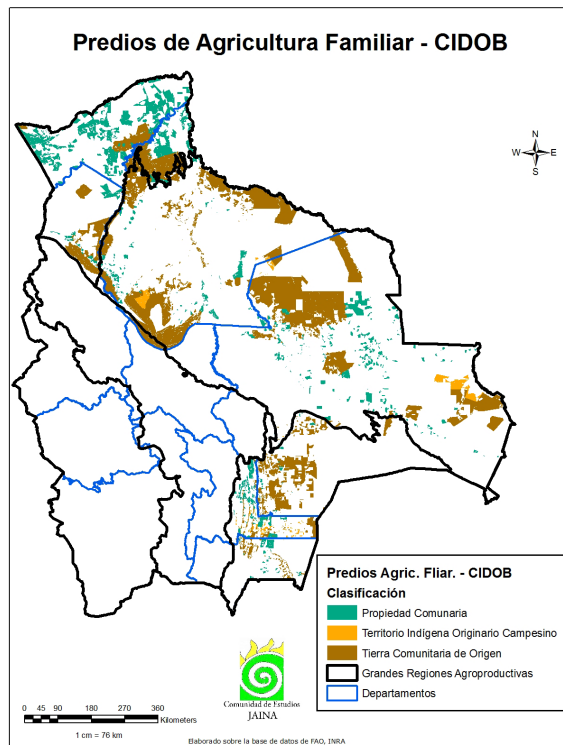 Predios de Agricultura Familiar - CIDOB
N
W E
S
Predios Agric. Fliar. - CIDOB
Clasificación
Propiedad Comunaria
Territorio Indígena Originario Campesino
Tierra Comunitaria de Origen
Grandes Regiones Agroproductivas
Departamentos
Comunidad de Estudios
JAINA
0 45 90 180 270 360
Kilometers
1 cm = 76 km
Elaborado sobre la base de datos de FAO, INRA